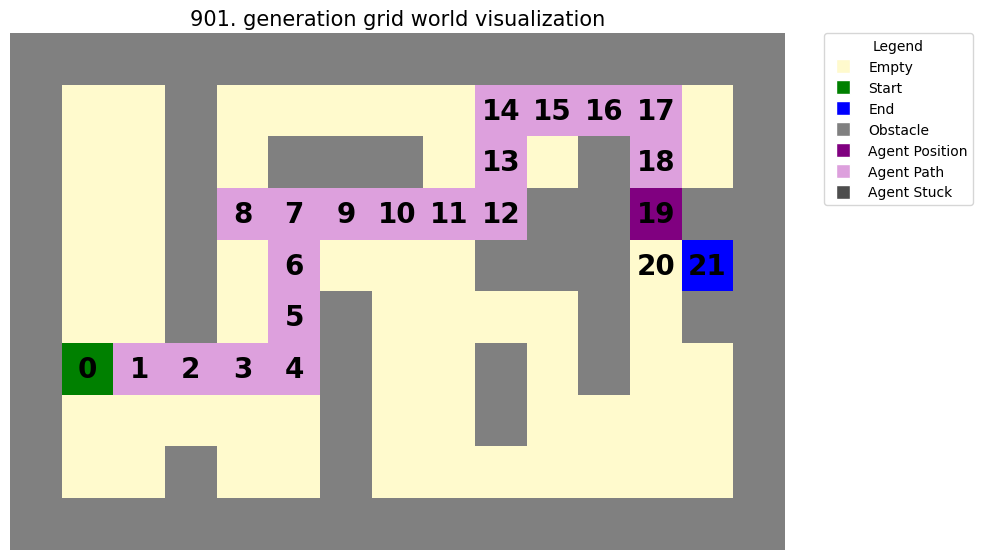 901. generation grid world visualization
14 15 16 17
13 18
8 7 9 10 11 12 19
6 20 21
5
0 1 2 3 4
Legend
Empty
Start
End
Obstacle
Agent Position
Agent Path
Agent Stuck